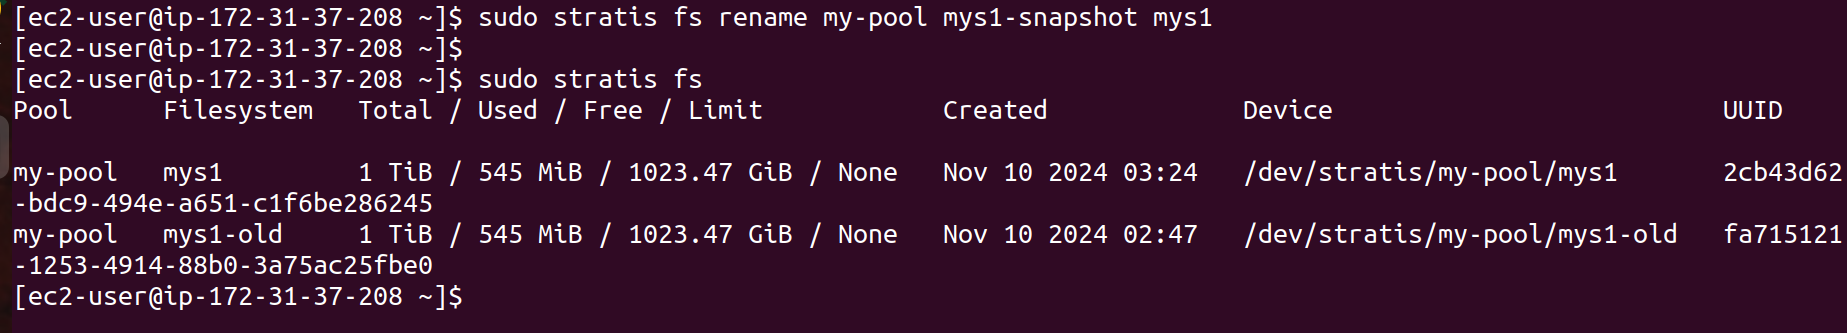 [ec2-user@ip-172-31-37-208 ~]$ sudo stratis fs rename my-pool mys1-snapshot mys1
[ec2-user@ip-172-31-37-208 ~]$
[ec2-user@ip-172-31-37-208 ~]$ sudo stratis fs
Pool      Filesystem   Total / Used / Free / Limit            Created             Device                          UUID
my-pool   mys1         1 TiB / 545 MiB / 1023.47 GiB / None   Nov 10 2024 03:24   /dev/stratis/my-pool/mys1       2cb43d62
-bdc9-494e-a651-c1f6be286245
my-pool   mys1-old     1 TiB / 545 MiB / 1023.47 GiB / None   Nov 10 2024 02:47   /dev/stratis/my-pool/mys1-old   fa715121
-1253-4914-88b0-3a75ac25fbe0
[ec2-user@ip-172-31-37-208 ~]$